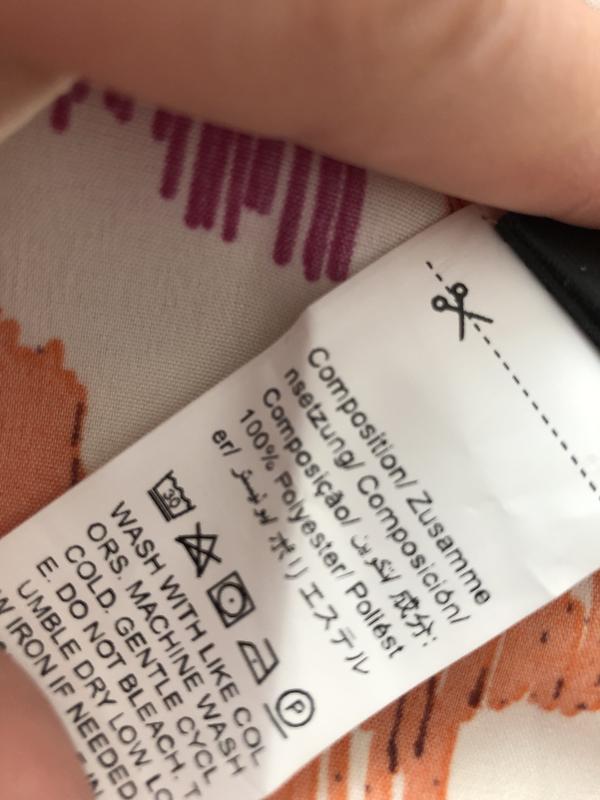 Composition/ Zusamme
nsetzung/ Composición/
Composição/ تكوين/ 成分:
100% Polyester/ Poliést
er/ بوليستر/ ポリエステル
30
P
WASH WITH LIKE COL
ORS. MACHINE WASH
COLD, GENTLE CYCL
E. DO NOT BLEACH. T
UMBLE DRY LOW LO
W IRON IF NEEDED